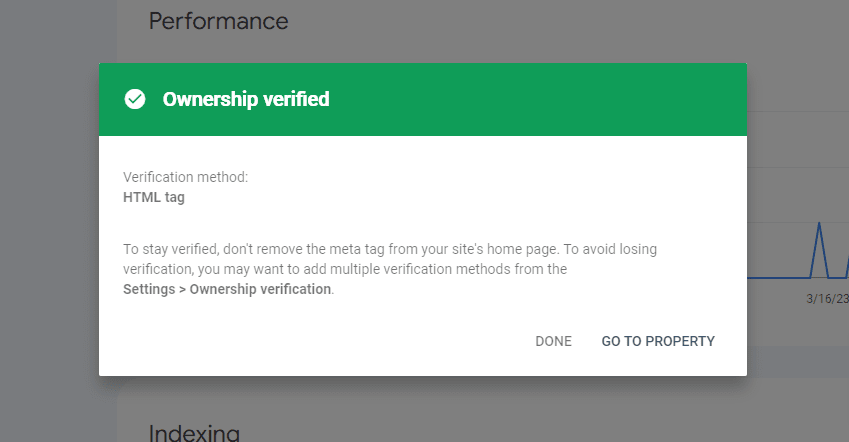 Performance
Ownership verified
Verification method:
HTML tag
To stay verified, don't remove the meta tag from your site's home page. To avoid losing
verification, you may want to add multiple verification methods from the
Settings > Ownership verification.
3/16/23
DONE GO TO PROPERTY
Indexing